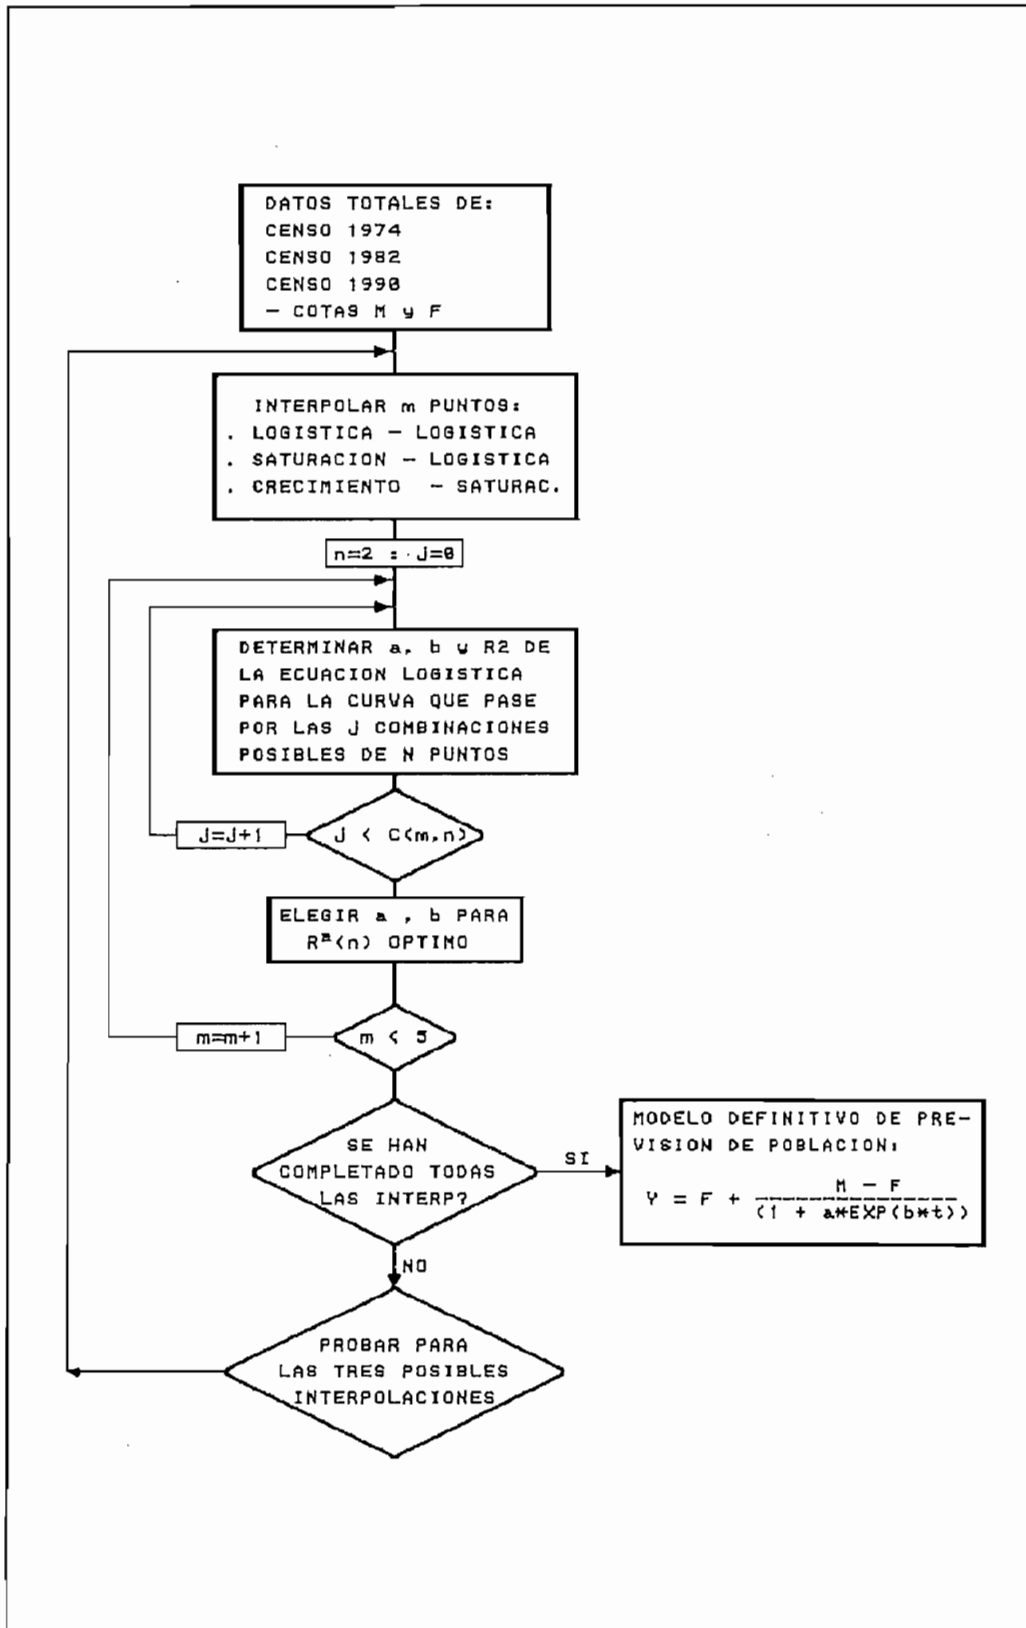 DATOS TOTALES DE:
CENSO 1974
CENSO 1982
CENSO 1990
- COTAS M y F
INTERPOLAR m PUNTOS:
. LOGISTICA - LOGISTICA
. SATURACION - LOGISTICA
. CRECIMIENTO - SATURAC.
n=2 : J=0
DETERMINAR a, b y R2 DE
LA ECUACION LOGISTICA
PARA LA CURVA QUE PASE
POR LAS J COMBINACIONES
POSIBLES DE N PUNTOS
J=J+1
J < C(m,n)
ELEGIR a , b PARA
R²(n) OPTIMO
m=m+1
m < 5
SE HAN
COMPLETADO TODAS
LAS INTERP?
SI
MODELO DEFINITIVO DE PRE-
VISION DE POBLACION:
M - F
Y = F + ---------------
(1 + a*EXP(b*t))
NO
PROBAR PARA
LAS TRES POSIBLES
INTERPOLACIONES